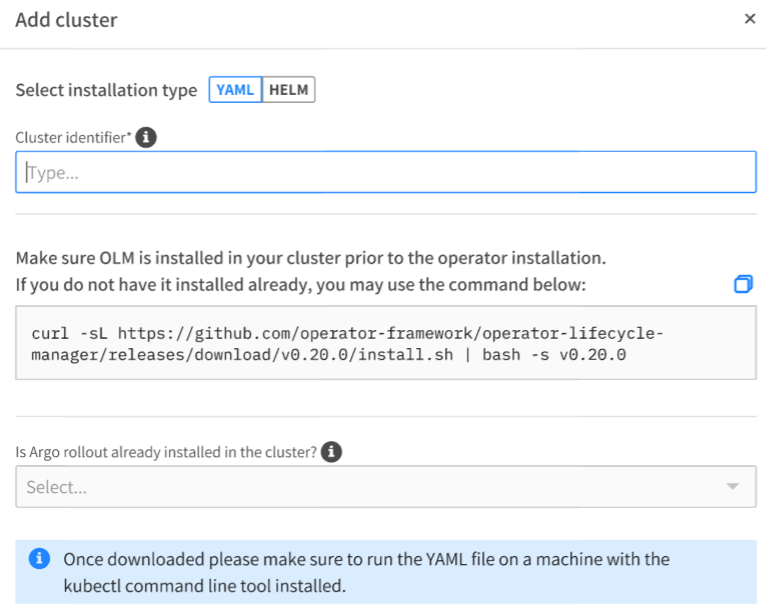 Add cluster
Select installation type YAML HELM
Cluster identifier*
Type...
Make sure OLM is installed in your cluster prior to the operator installation.
If you do not have it installed already, you may use the command below:
curl -sL https://github.com/operator-framework/operator-lifecycle-
manager/releases/download/v0.20.0/install.sh | bash -s v0.20.0
Is Argo rollout already installed in the cluster?
Select...
Once downloaded please make sure to run the YAML file on a machine with the
kubectl command line tool installed.